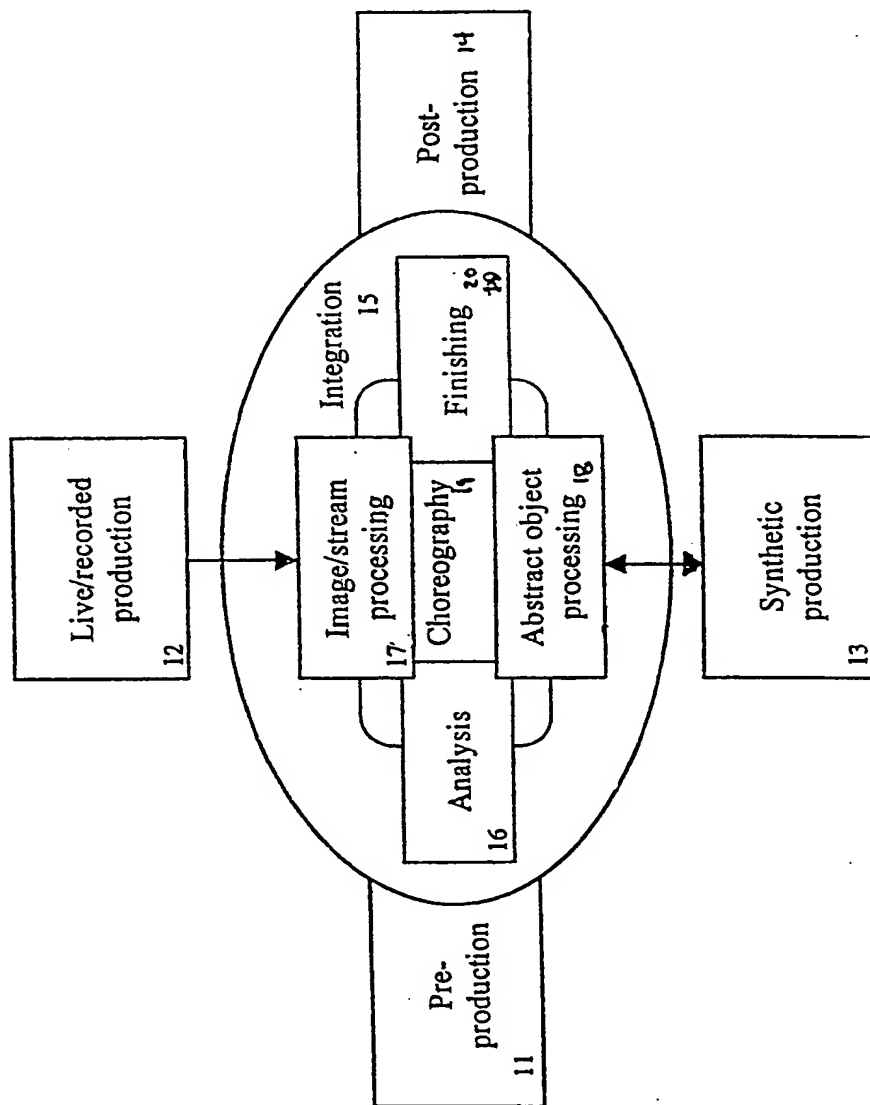 Live/recorded
production
12
Pre-
production
11
Integration
15
Analysis
16
Image/stream
processing
17
Choreography
19
Abstract object
processing 18
Finishing 20
Post-
production 14
Synthetic
production
13